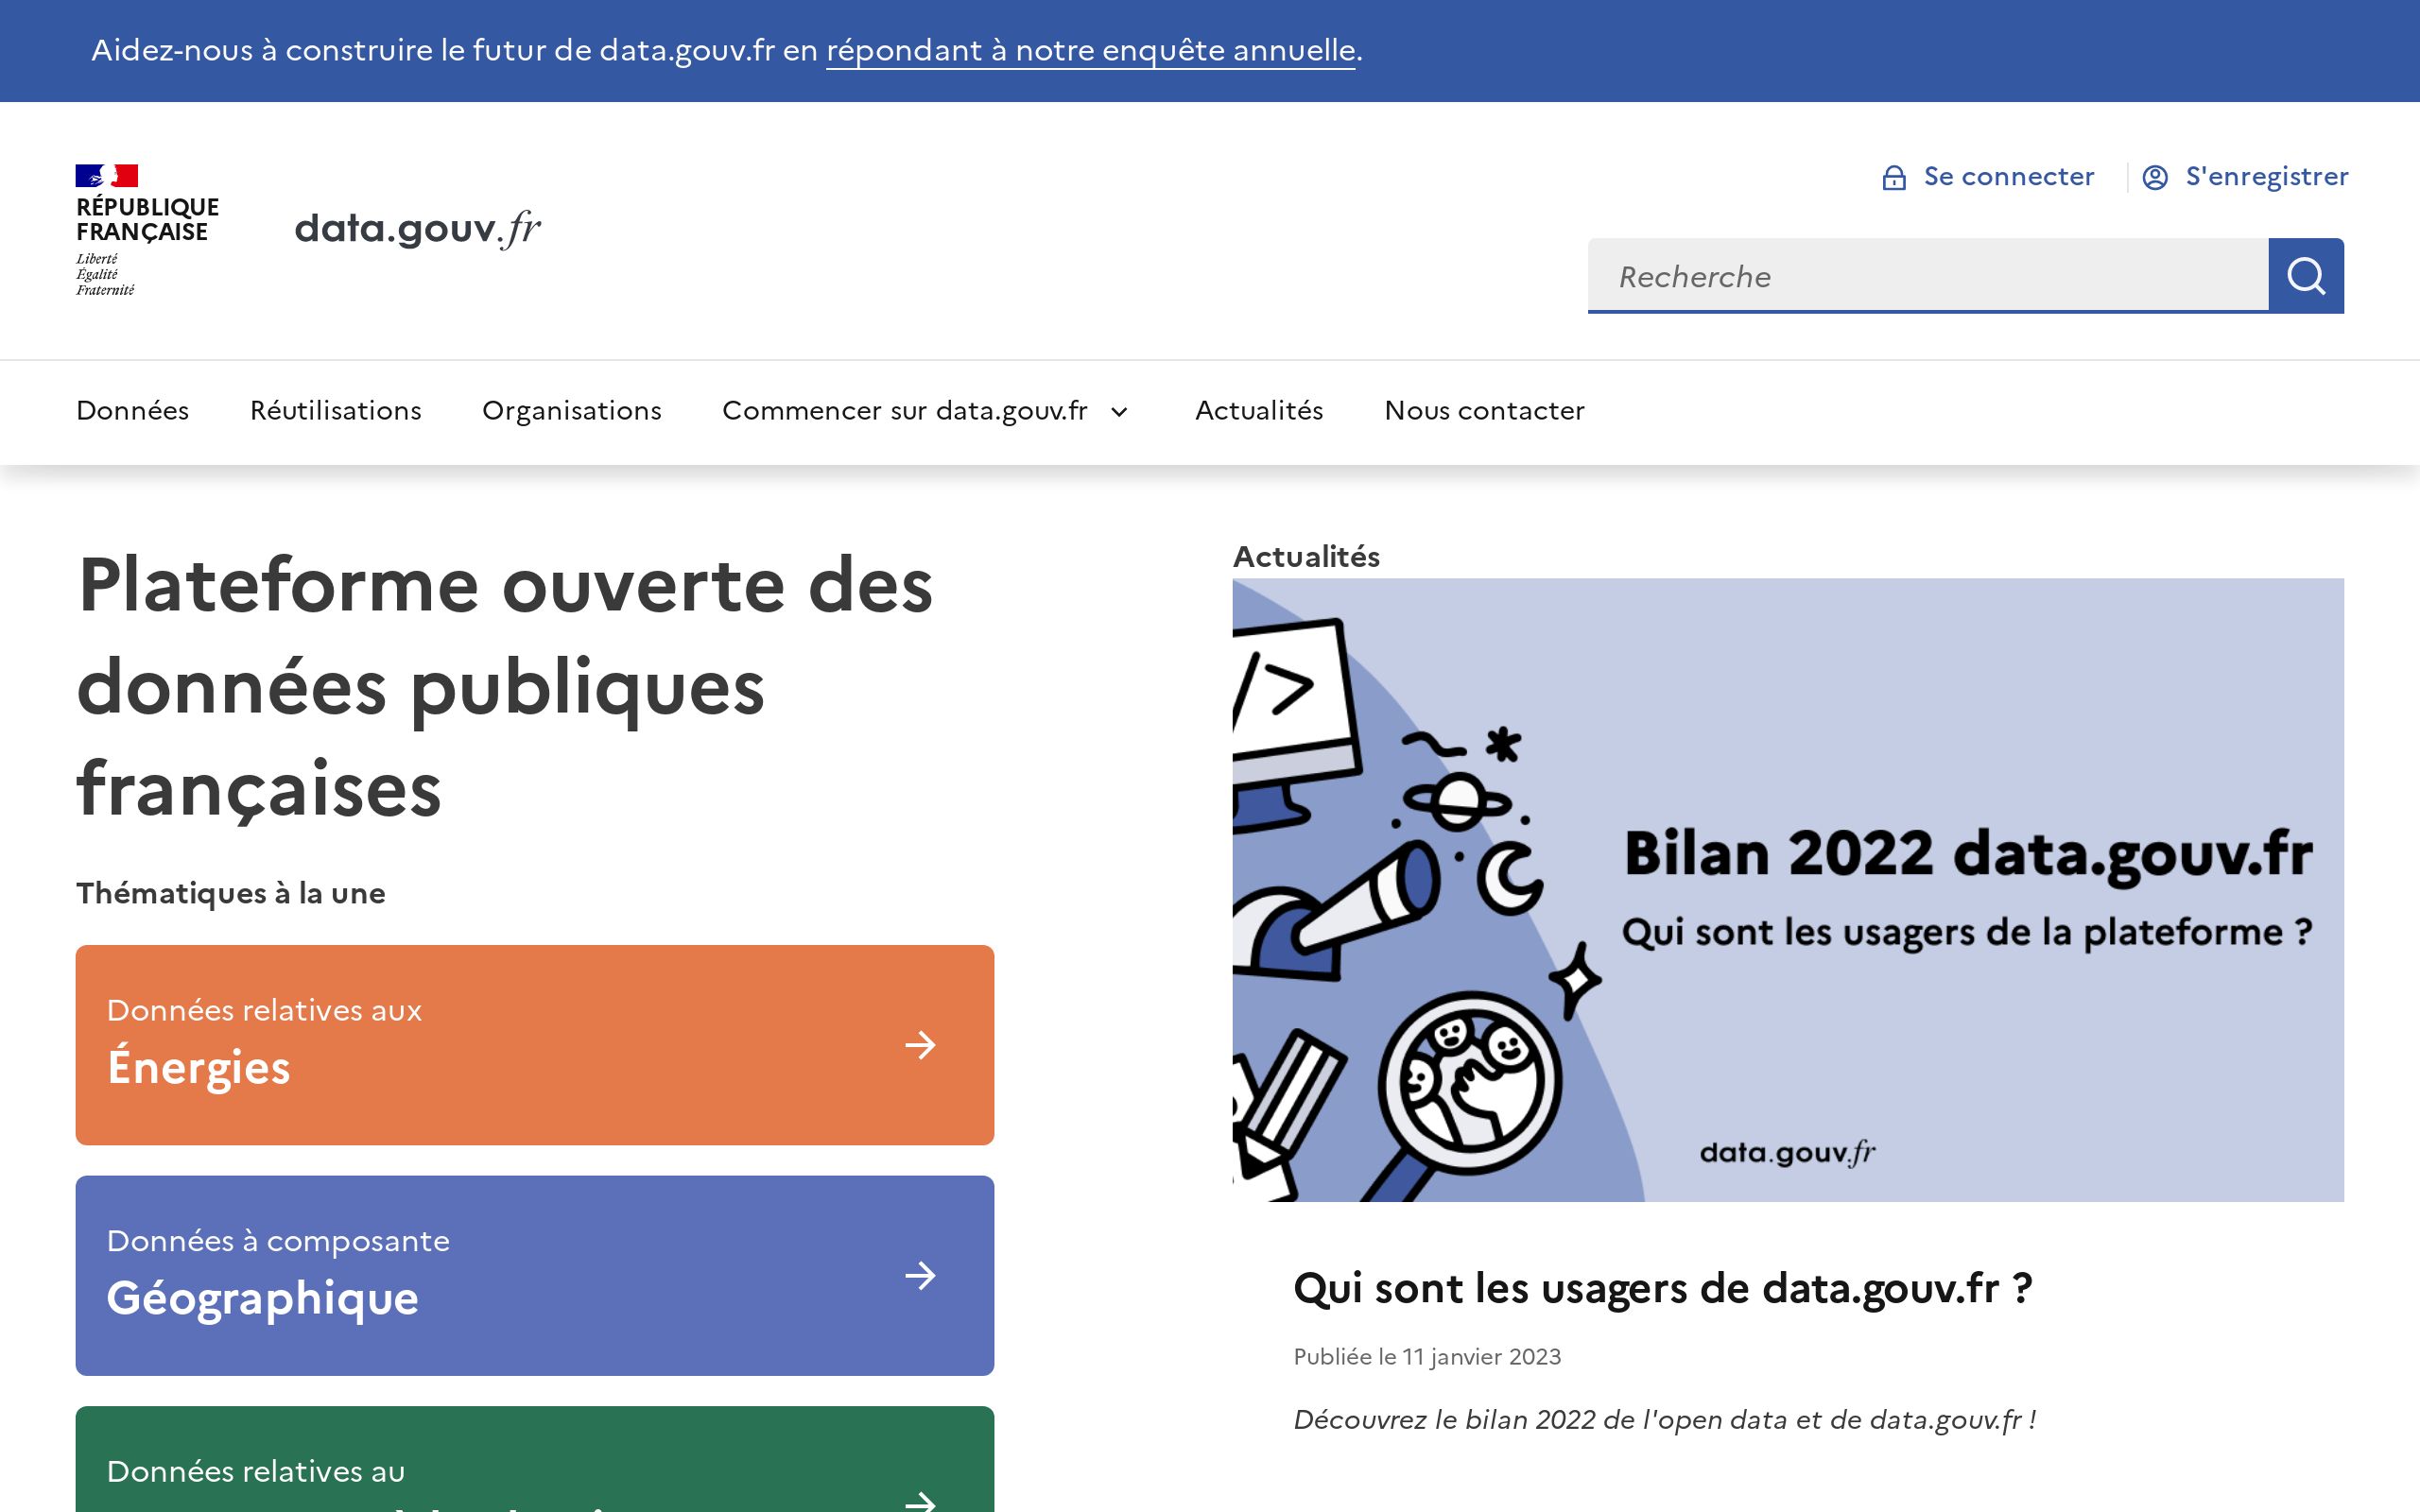 Aidez-nous à construire le futur de data.gouv.fr en répondant à notre enquête annuelle.
RÉPUBLIQUE
FRANÇAISE
Liberté
Égalité
Fraternité
data.gouv.fr
Se connecter
S'enregistrer
Recherche
Données
Réutilisations
Organisations
Commencer sur data.gouv.fr
Actualités
Nous contacter
Plateforme ouverte des
données publiques
françaises
Thématiques à la une
Données relatives aux
Énergies
Données à composante
Géographique
Données relatives au
Actualités
</>
Bilan 2022 data.gouv.fr
Qui sont les usagers de la plateforme ?
data.gouv.fr
Qui sont les usagers de data.gouv.fr ?
Publiée le 11 janvier 2023
Découvrez le bilan 2022 de l'open data et de data.gouv.fr !